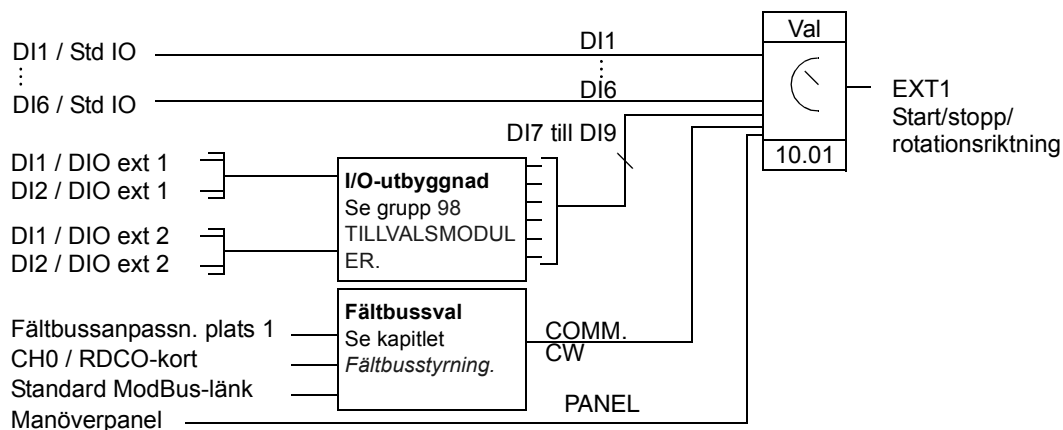 Val
DI1 / Std IO
DI1
DI6 / Std IO
DI6
EXT1
Start/stopp/
rotationsriktning
10.01
DI7 till DI9
DI1 / DIO ext 1
DI2 / DIO ext 1
DI1 / DIO ext 2
DI2 / DIO ext 2
I/O-utbyggnad
Se grupp 98
TILLVALSMODUL
ER.
Fältbussval
Se kapitlet
Fältbusstyrning.
Fältbussanpassn. plats 1
CH0 / RDCO-kort
Standard ModBus-länk
Manöverpanel
COMM.
CW
PANEL